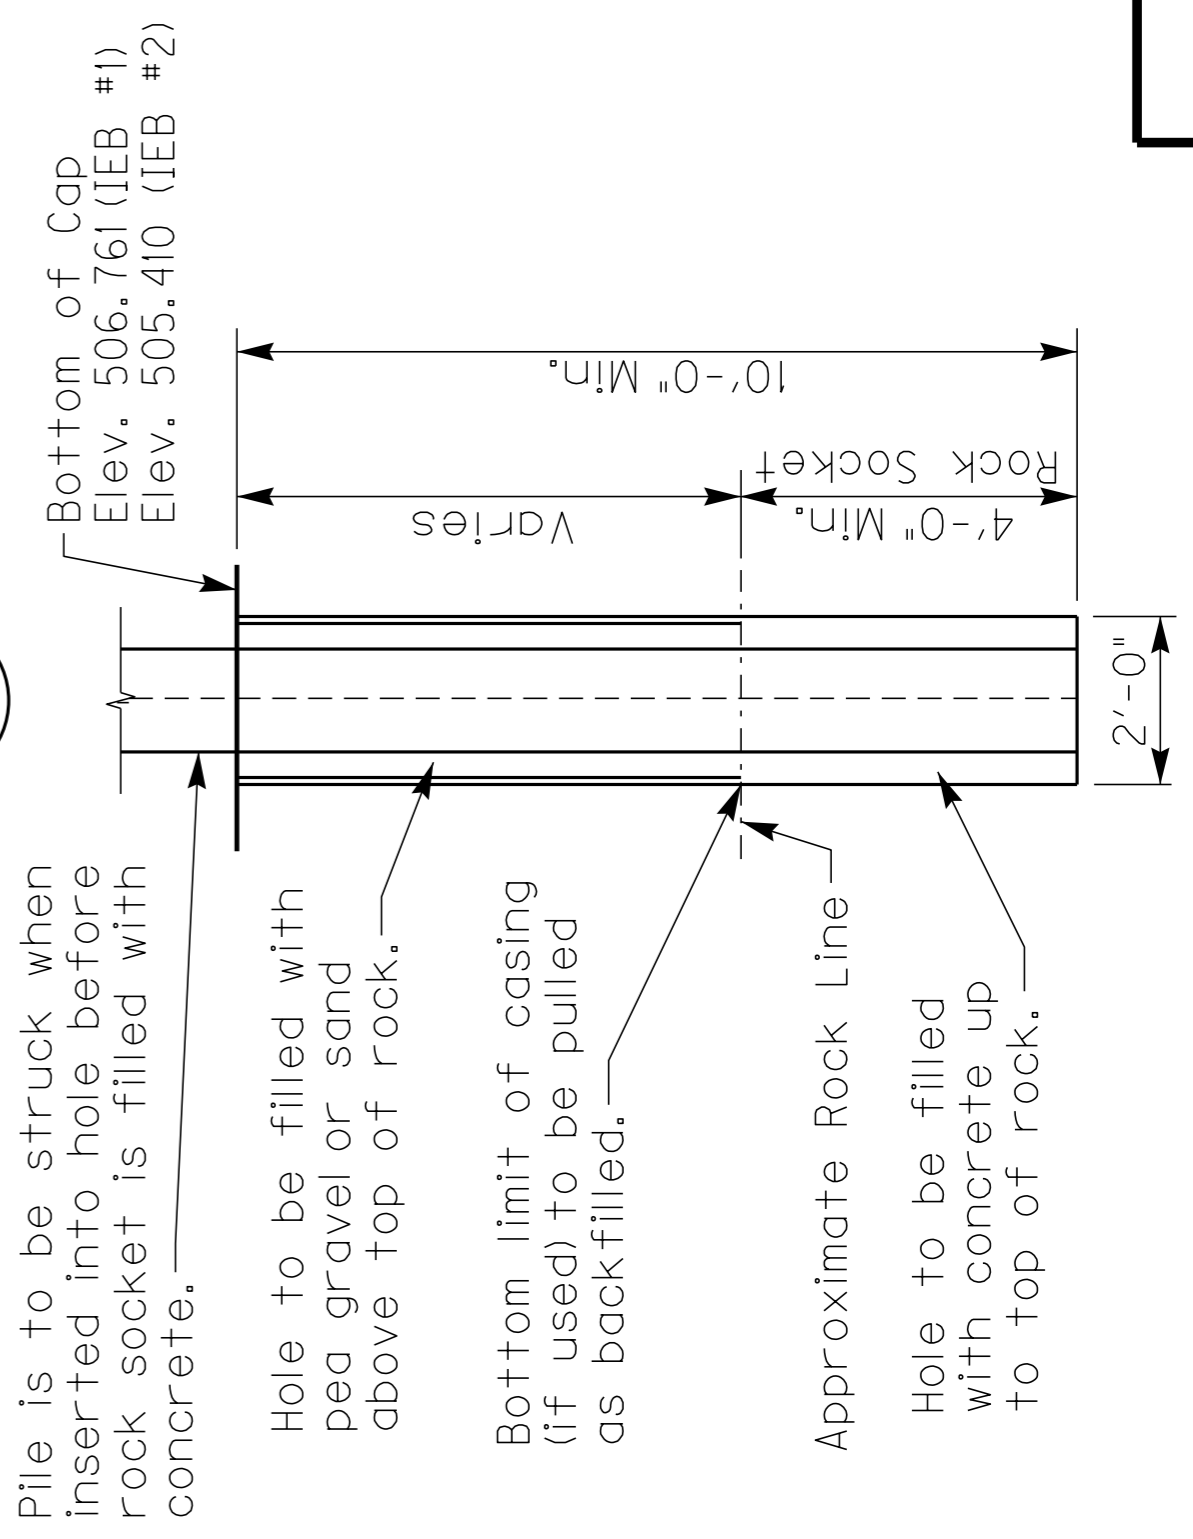 Bottom of Cap
Elev. 506.761 (IEB #1)
Elev. 505.410 (IEB #2)
Pile is to be struck when
inserted into hole before
rock socket is filled with
concrete.
Hole to be filled with
pea gravel or sand
above top of rock.
Bottom limit of casing
(if used) to be pulled
as backfilled.
Approximate Rock Line
Hole to be filled
with concrete up
to top of rock.
10'-0" Min.
Varies
4'-0" Min.
Rock Socket
2'-0"